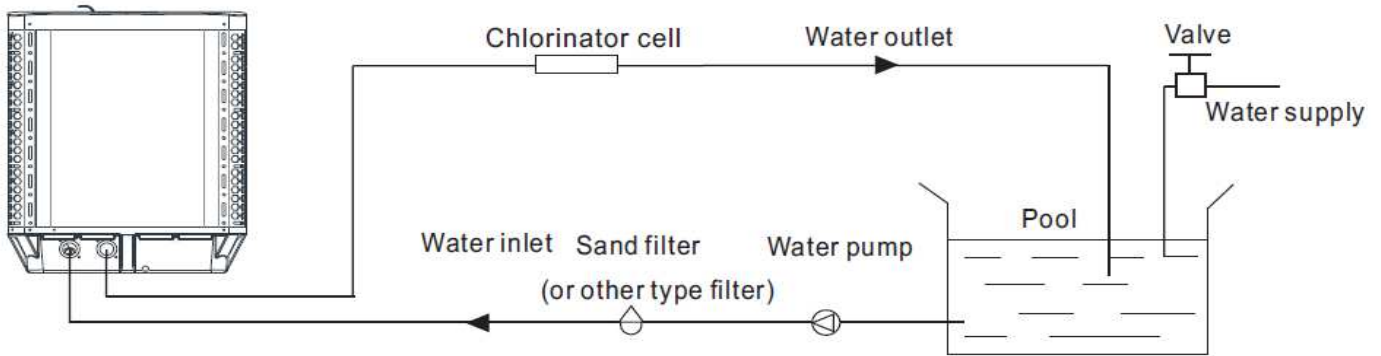 Chlorinator cell
Water outlet
Valve
Water supply
Pool
Water inlet
Sand filter
(or other type filter)
Water pump